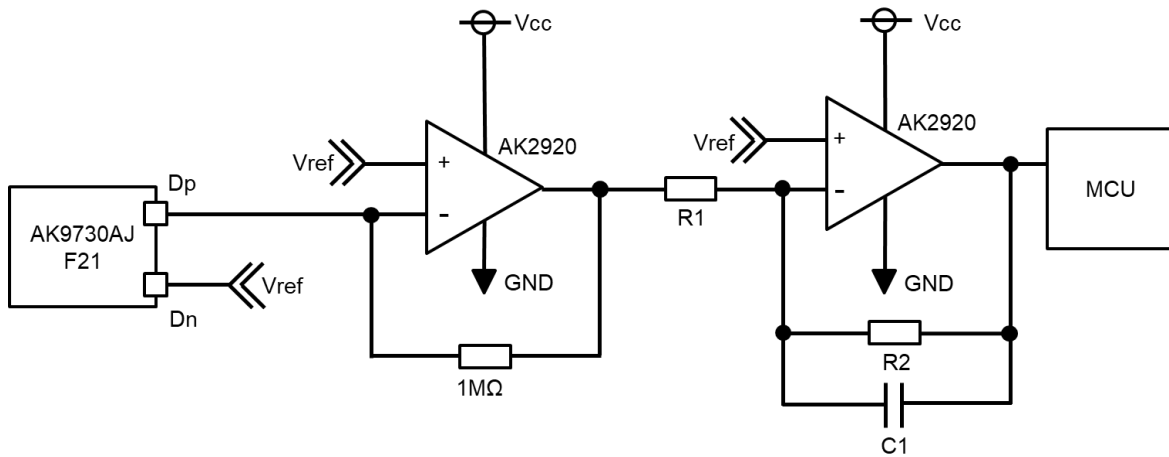 Vcc
Vcc
Vref
+
AK2920
-
Vref
+
AK2920
-
Dp
AK9730AJ
F21
Dn
Vref
GND
1MΩ
R1
GND
R2
C1
MCU